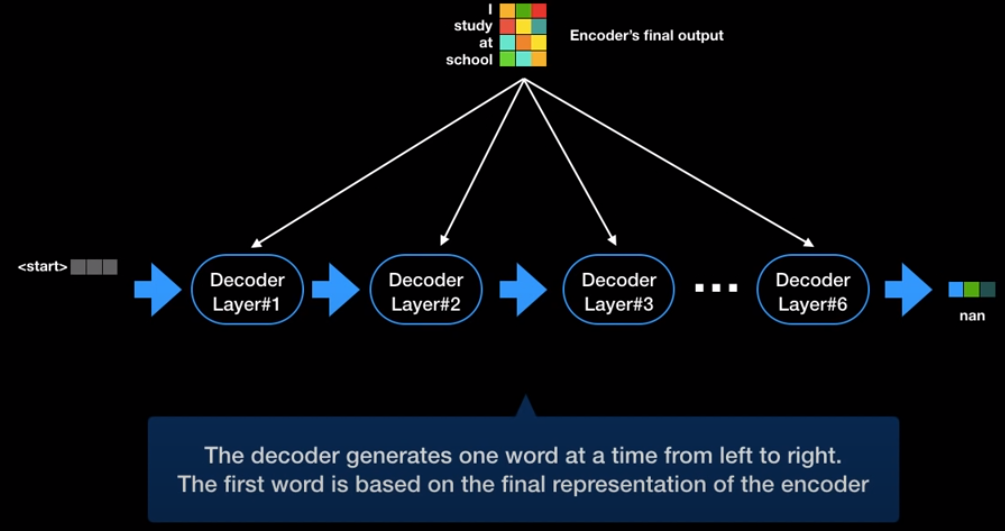 I
study
at
school
Encoder's final output
<start>
Decoder
Layer#1
Decoder
Layer#2
Decoder
Layer#3
Decoder
Layer#6
nan
The decoder generates one word at a time from left to right.
The first word is based on the final representation of the encoder